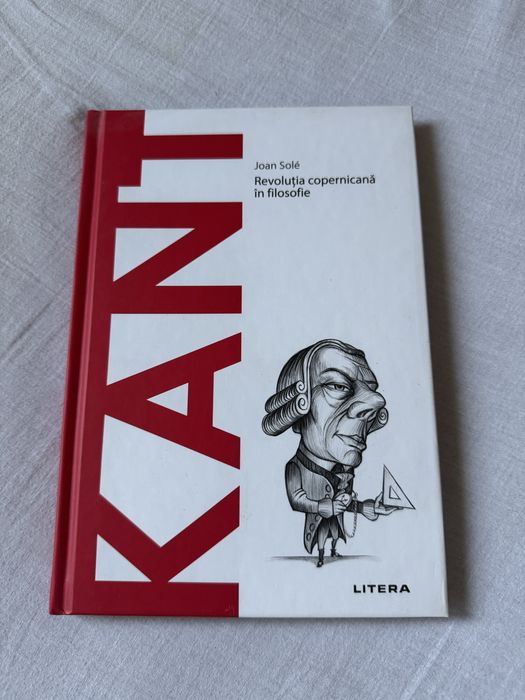 KANT
Joan Solé
Revoluția copernicană
în filosofie
LITERA